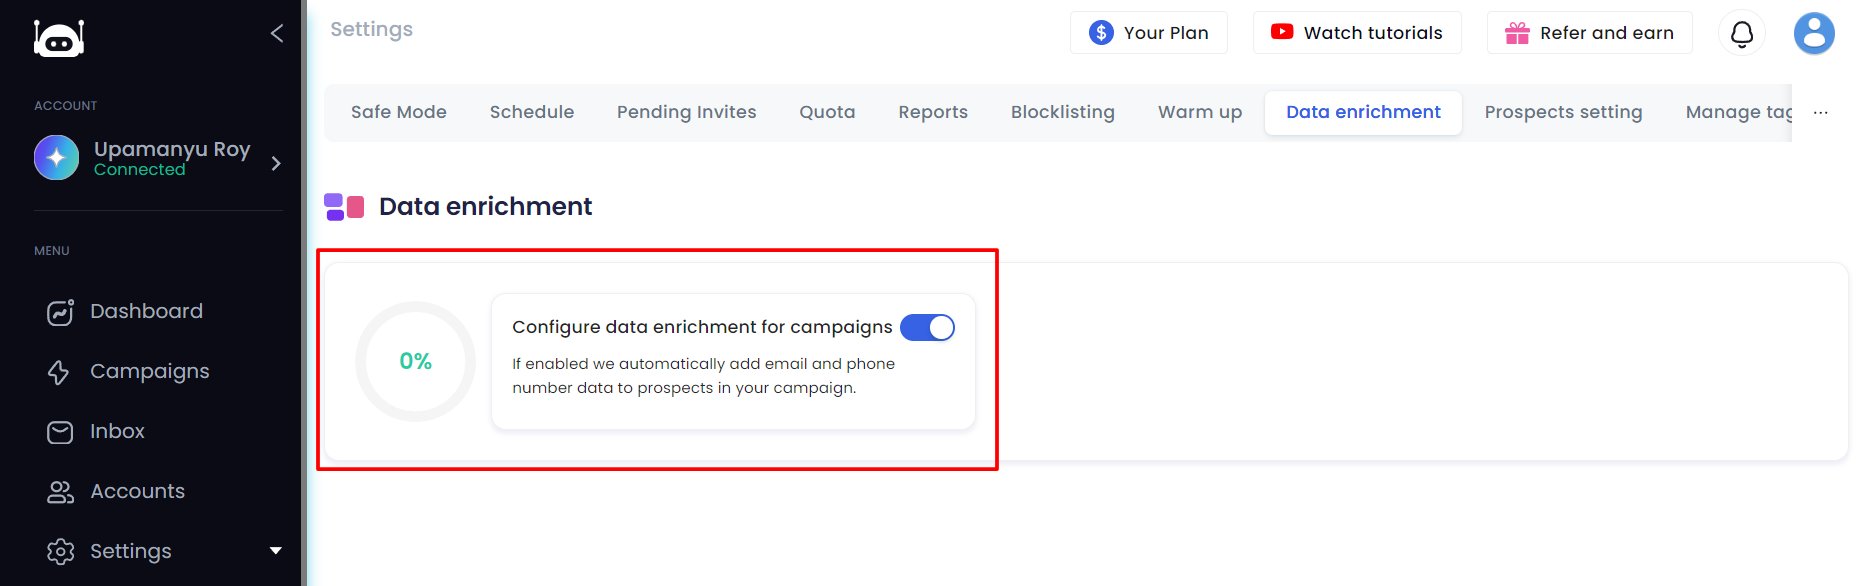 Settings
Your Plan
Watch tutorials
Refer and earn
ACCOUNT
Upamanyu Roy
Connected
MENU
Dashboard
Campaigns
Inbox
Accounts
Settings
Safe Mode
Schedule
Pending Invites
Quota
Reports
Blocklisting
Warm up
Data enrichment
Prospects setting
Manage tag
...
Data enrichment
0%
Configure data enrichment for campaigns
If enabled we automatically add email and phone
number data to prospects in your campaign.